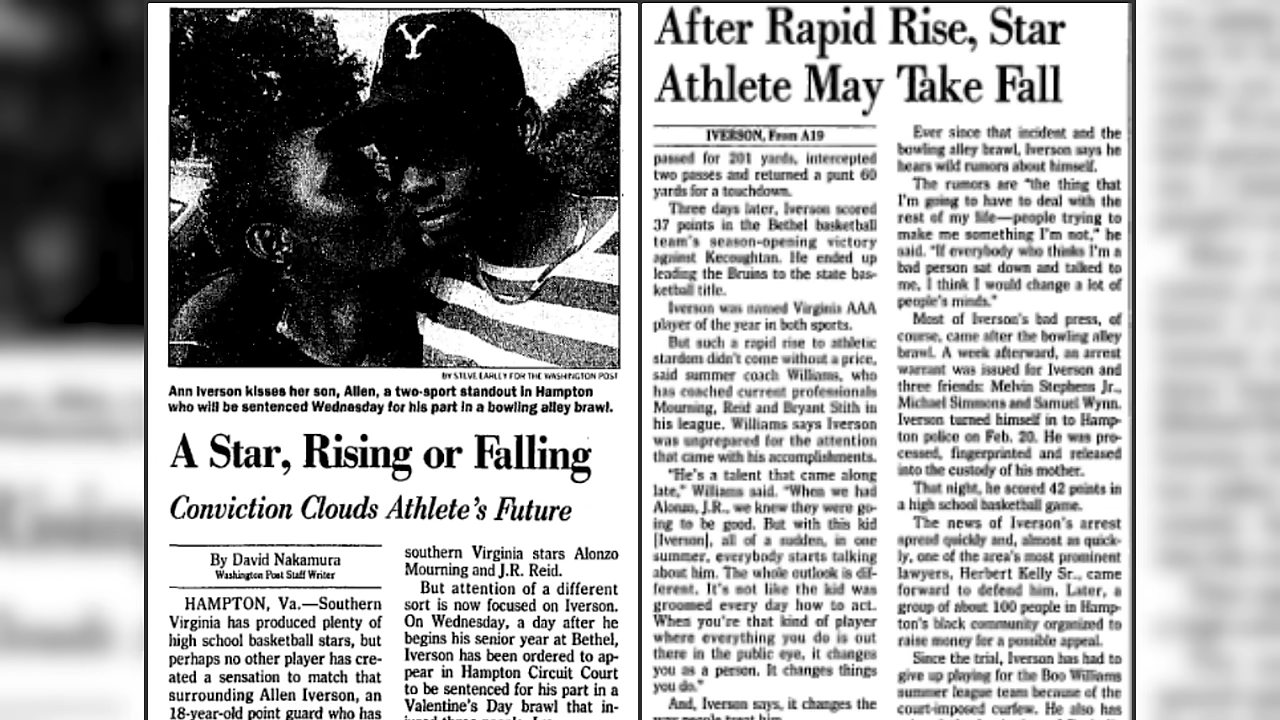 Y
BY STEVE EARLEY FOR THE WASHINGTON POST
Ann Iverson kisses her son, Allen, a two-sport standout in Hampton
who will be sentenced Wednesday for his part in a bowling alley brawl.
A Star, Rising or Falling
Conviction Clouds Athlete's Future
By David Nakamura
Washington Post Staff Writer
HAMPTON, Va.—Southern
Virginia has produced plenty of
high school basketball stars, but
perhaps no other player has cre-
ated a sensation to match that
surrounding Allen Iverson, an
18-year-old point guard who has
southern Virginia stars Alonzo
Mourning and J.R. Reid.
But attention of a different
sort is now focused on Iverson.
On Wednesday, a day after he
begins his senior year at Bethel,
Iverson has been ordered to ap-
pear in Hampton Circuit Court
to be sentenced for his part in a
Valentine's Day brawl that in-
After Rapid Rise, Star
Athlete May Take Fall
IVERSON, From A19
passed for 201 yards, intercepted
two passes and returned a punt 60
yards for a touchdown.
Three days later, Iverson scored
37 points in the Bethel basketball
team's season-opening victory
against Kecoughtan. He ended up
leading the Bruins to the state bas-
ketball title.
Iverson was named Virginia AAA
player of the year in both sports.
But such a rapid rise to athletic
stardom didn't come without a price,
said summer coach Williams, who
has coached current professionals
Mourning, Reid and Bryant Stith in
his league. Williams says Iverson
was unprepared for the attention
that came with his accomplishments.
"He's a talent that came along
late," Williams said. "When we had
Alonzo, J.R., we knew they were go-
ing to be good. But with this kid
[Iverson], all of a sudden, in one
summer, everybody starts talking
about him. The whole outlook is dif-
ferent. It's not like the kid was
groomed every day how to act.
When you're that kind of player
where everything you do is out
there in the public eye, it changes
you as a person. It changes things
you do."
And, Iverson says, it changes the
way people treat him.
Ever since that incident and the
bowling alley brawl, Iverson says he
hears wild rumors about himself.
The rumors are "the thing that
I'm going to have to deal with the
rest of my life—people trying to
make me something I'm not," he
said. "If everybody who thinks I'm a
bad person sat down and talked to
me, I think I would change a lot of
people's minds."
Most of Iverson's bad press, of
course, came after the bowling alley
brawl. A week afterward, an arrest
warrant was issued for Iverson and
three friends: Melvin Stephens Jr.,
Michael Simmons and Samuel Wynn.
Iverson turned himself in to Hamp-
ton police on Feb. 20. He was pro-
cessed, fingerprinted and released
into the custody of his mother.
That night, he scored 42 points in
a high school basketball game.
The news of Iverson's arrest
spread quickly and, almost as quick-
ly, one of the area's most prominent
lawyers, Herbert Kelly Sr., came
forward to defend him. Later, a
group of about 100 people in Hamp-
ton's black community organized to
raise money for a possible appeal.
Since the trial, Iverson has had to
give up playing for the Boo Williams
summer league team because of the
court-imposed curfew. He also has